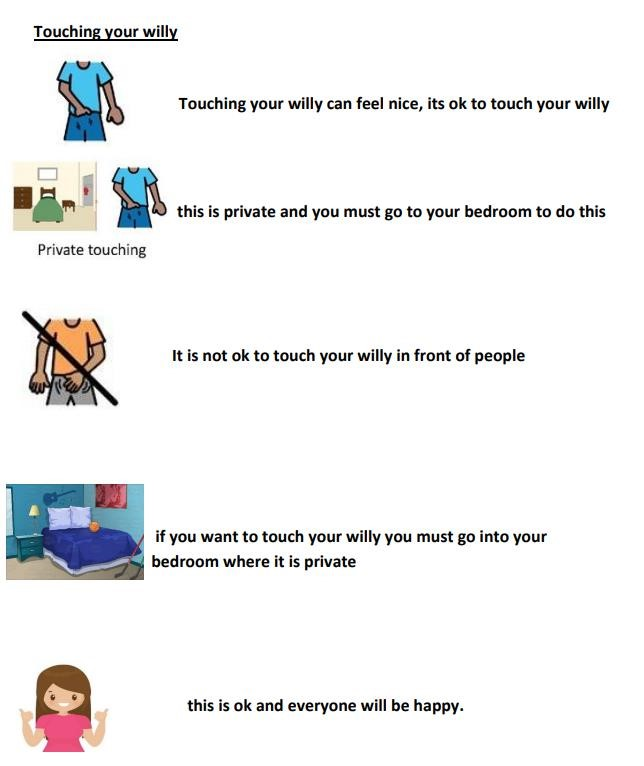 Touching your willy
Touching your willy can feel nice, its ok to touch your willy
this is private and you must go to your bedroom to do this
Private touching
It is not ok to touch your willy in front of people
if you want to touch your willy you must go into your
bedroom where it is private
this is ok and everyone will be happy.